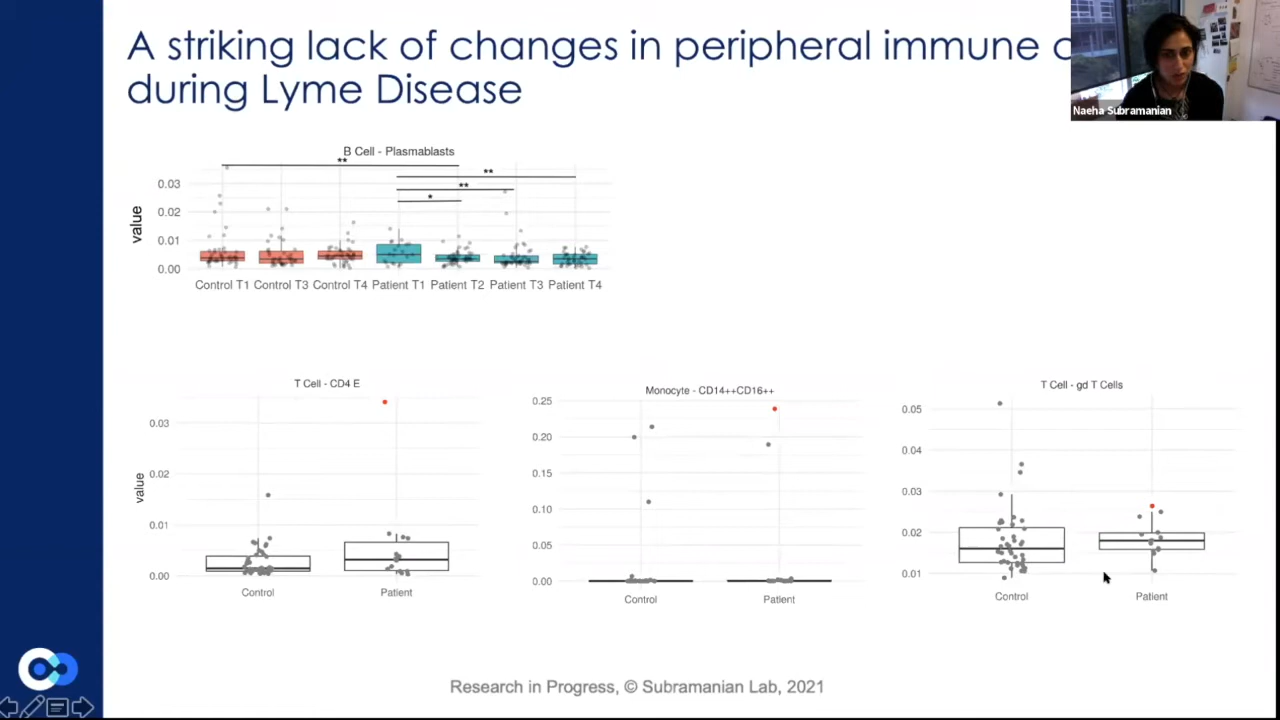 A striking lack of changes in peripheral immune
during Lyme Disease
Naeha Subramanian
B Cell - Plasmablasts
**
**
**
*
value
0.03
0.02
0.01
0.00
Control T1 Control T3 Control T4 Patient T1 Patient T2 Patient T3 Patient T4
T Cell - CD4 E
value
0.03
0.02
0.01
0.00
Control Patient
Monocyte - CD14++CD16++
0.25
0.20
0.15
0.10
0.05
0.00
Control Patient
T Cell - gd T Cells
0.05
0.04
0.03
0.02
0.01
Control Patient
Research in Progress, © Subramanian Lab, 2021